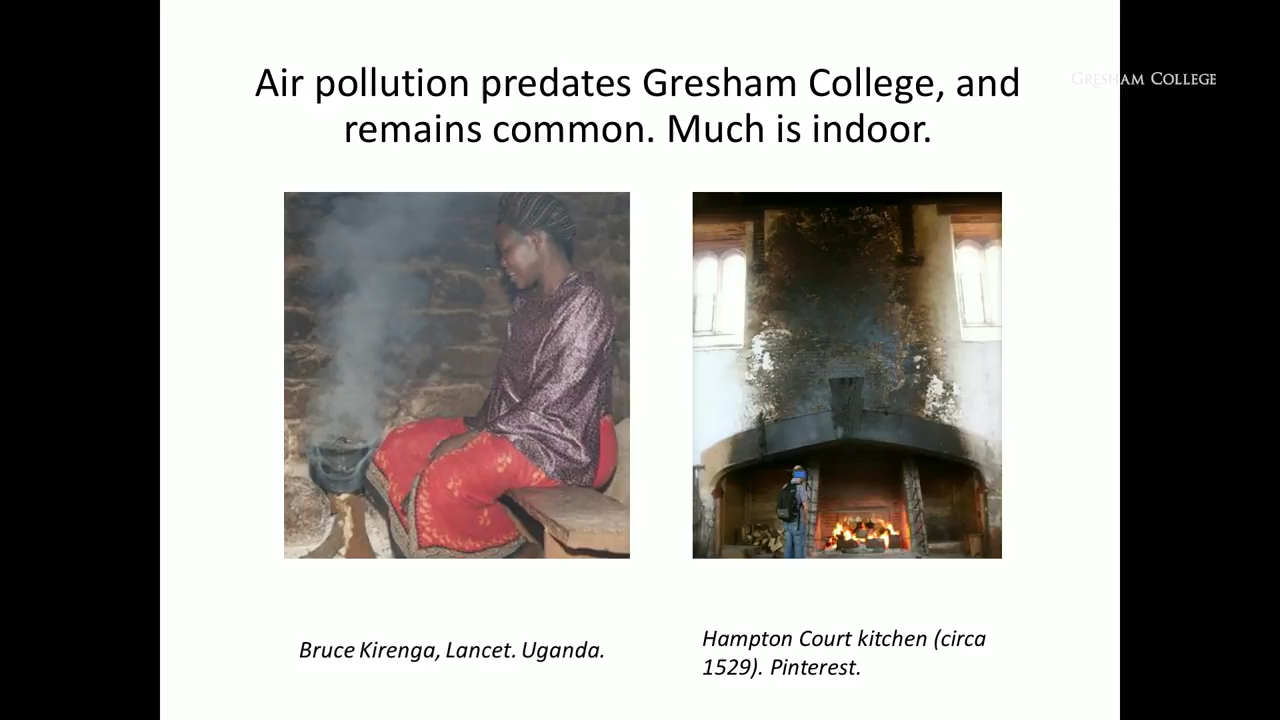 Air pollution predates Gresham College, and
remains common. Much is indoor.
GRESHAM COLLEGE
Bruce Kirenga, Lancet. Uganda.
Hampton Court kitchen (circa
1529). Pinterest.